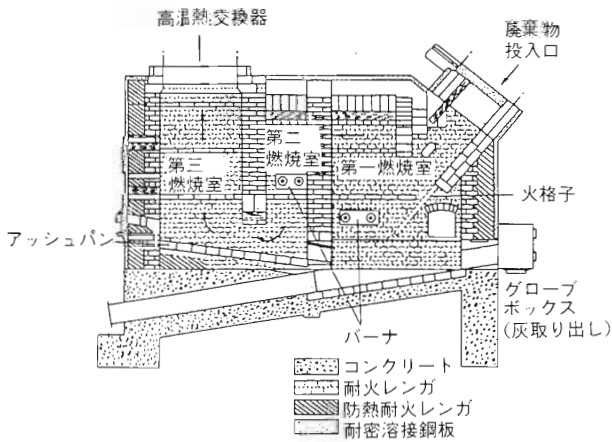 高温熱交換器
廃棄物
投入口
第三
燃焼室
第二
燃焼室
第一燃焼室
火格子
アッシュパン
グローブ
ボックス
(灰取り出し)
バーナ
コンクリート
耐火レンガ
防熱耐火レンガ
耐密溶接鋼板